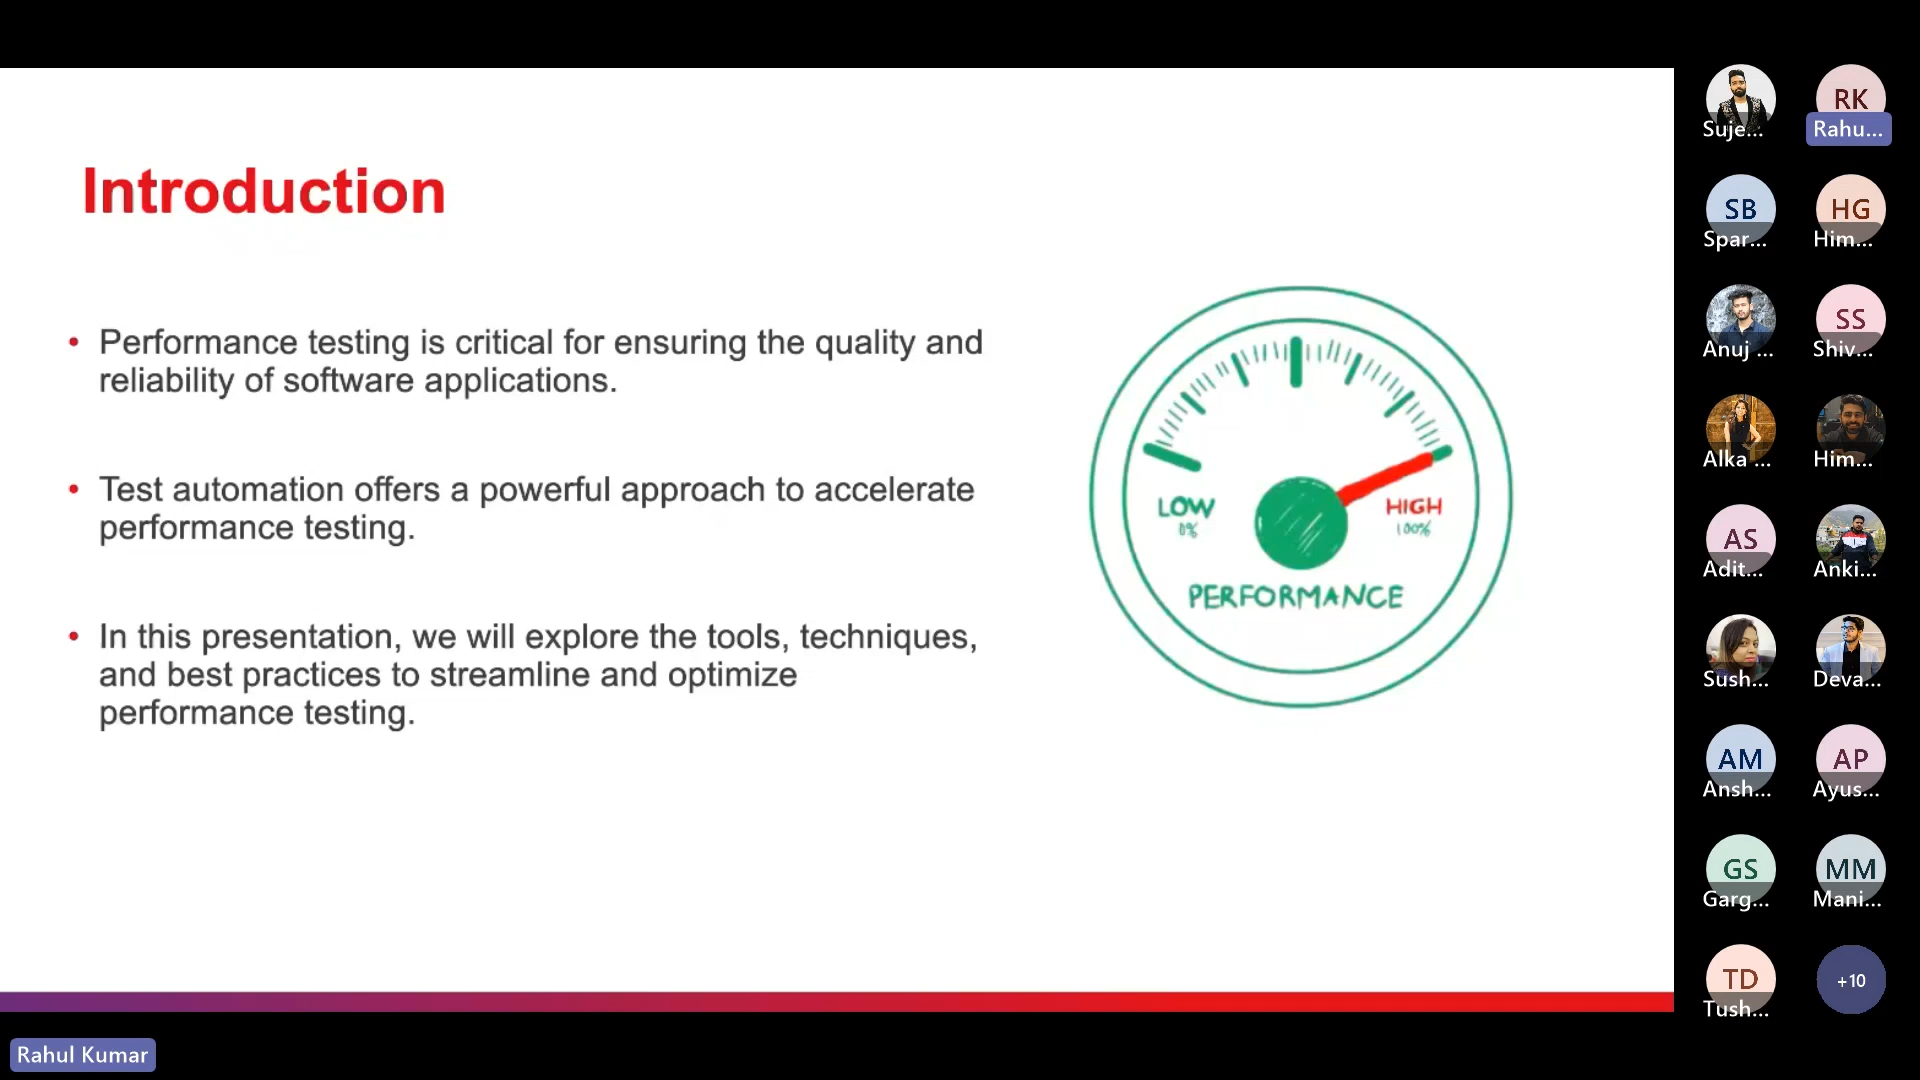 Introduction
• Performance testing is critical for ensuring the quality and
reliability of software applications.
• Test automation offers a powerful approach to accelerate
performance testing.
• In this presentation, we will explore the tools, techniques,
and best practices to streamline and optimize
performance testing.
LOW
0%
HIGH
100%
PERFORMANCE
Suje...
RK
Rahu...
SB
Spar...
HG
Him...
Anuj ...
SS
Shiv...
Alka ...
Him...
AS
Adit...
Anki...
Sush...
Deva...
AM
Ansh...
AP
Ayus...
GS
Garg...
MM
Mani...
TD
Tush...
+10
Rahul Kumar